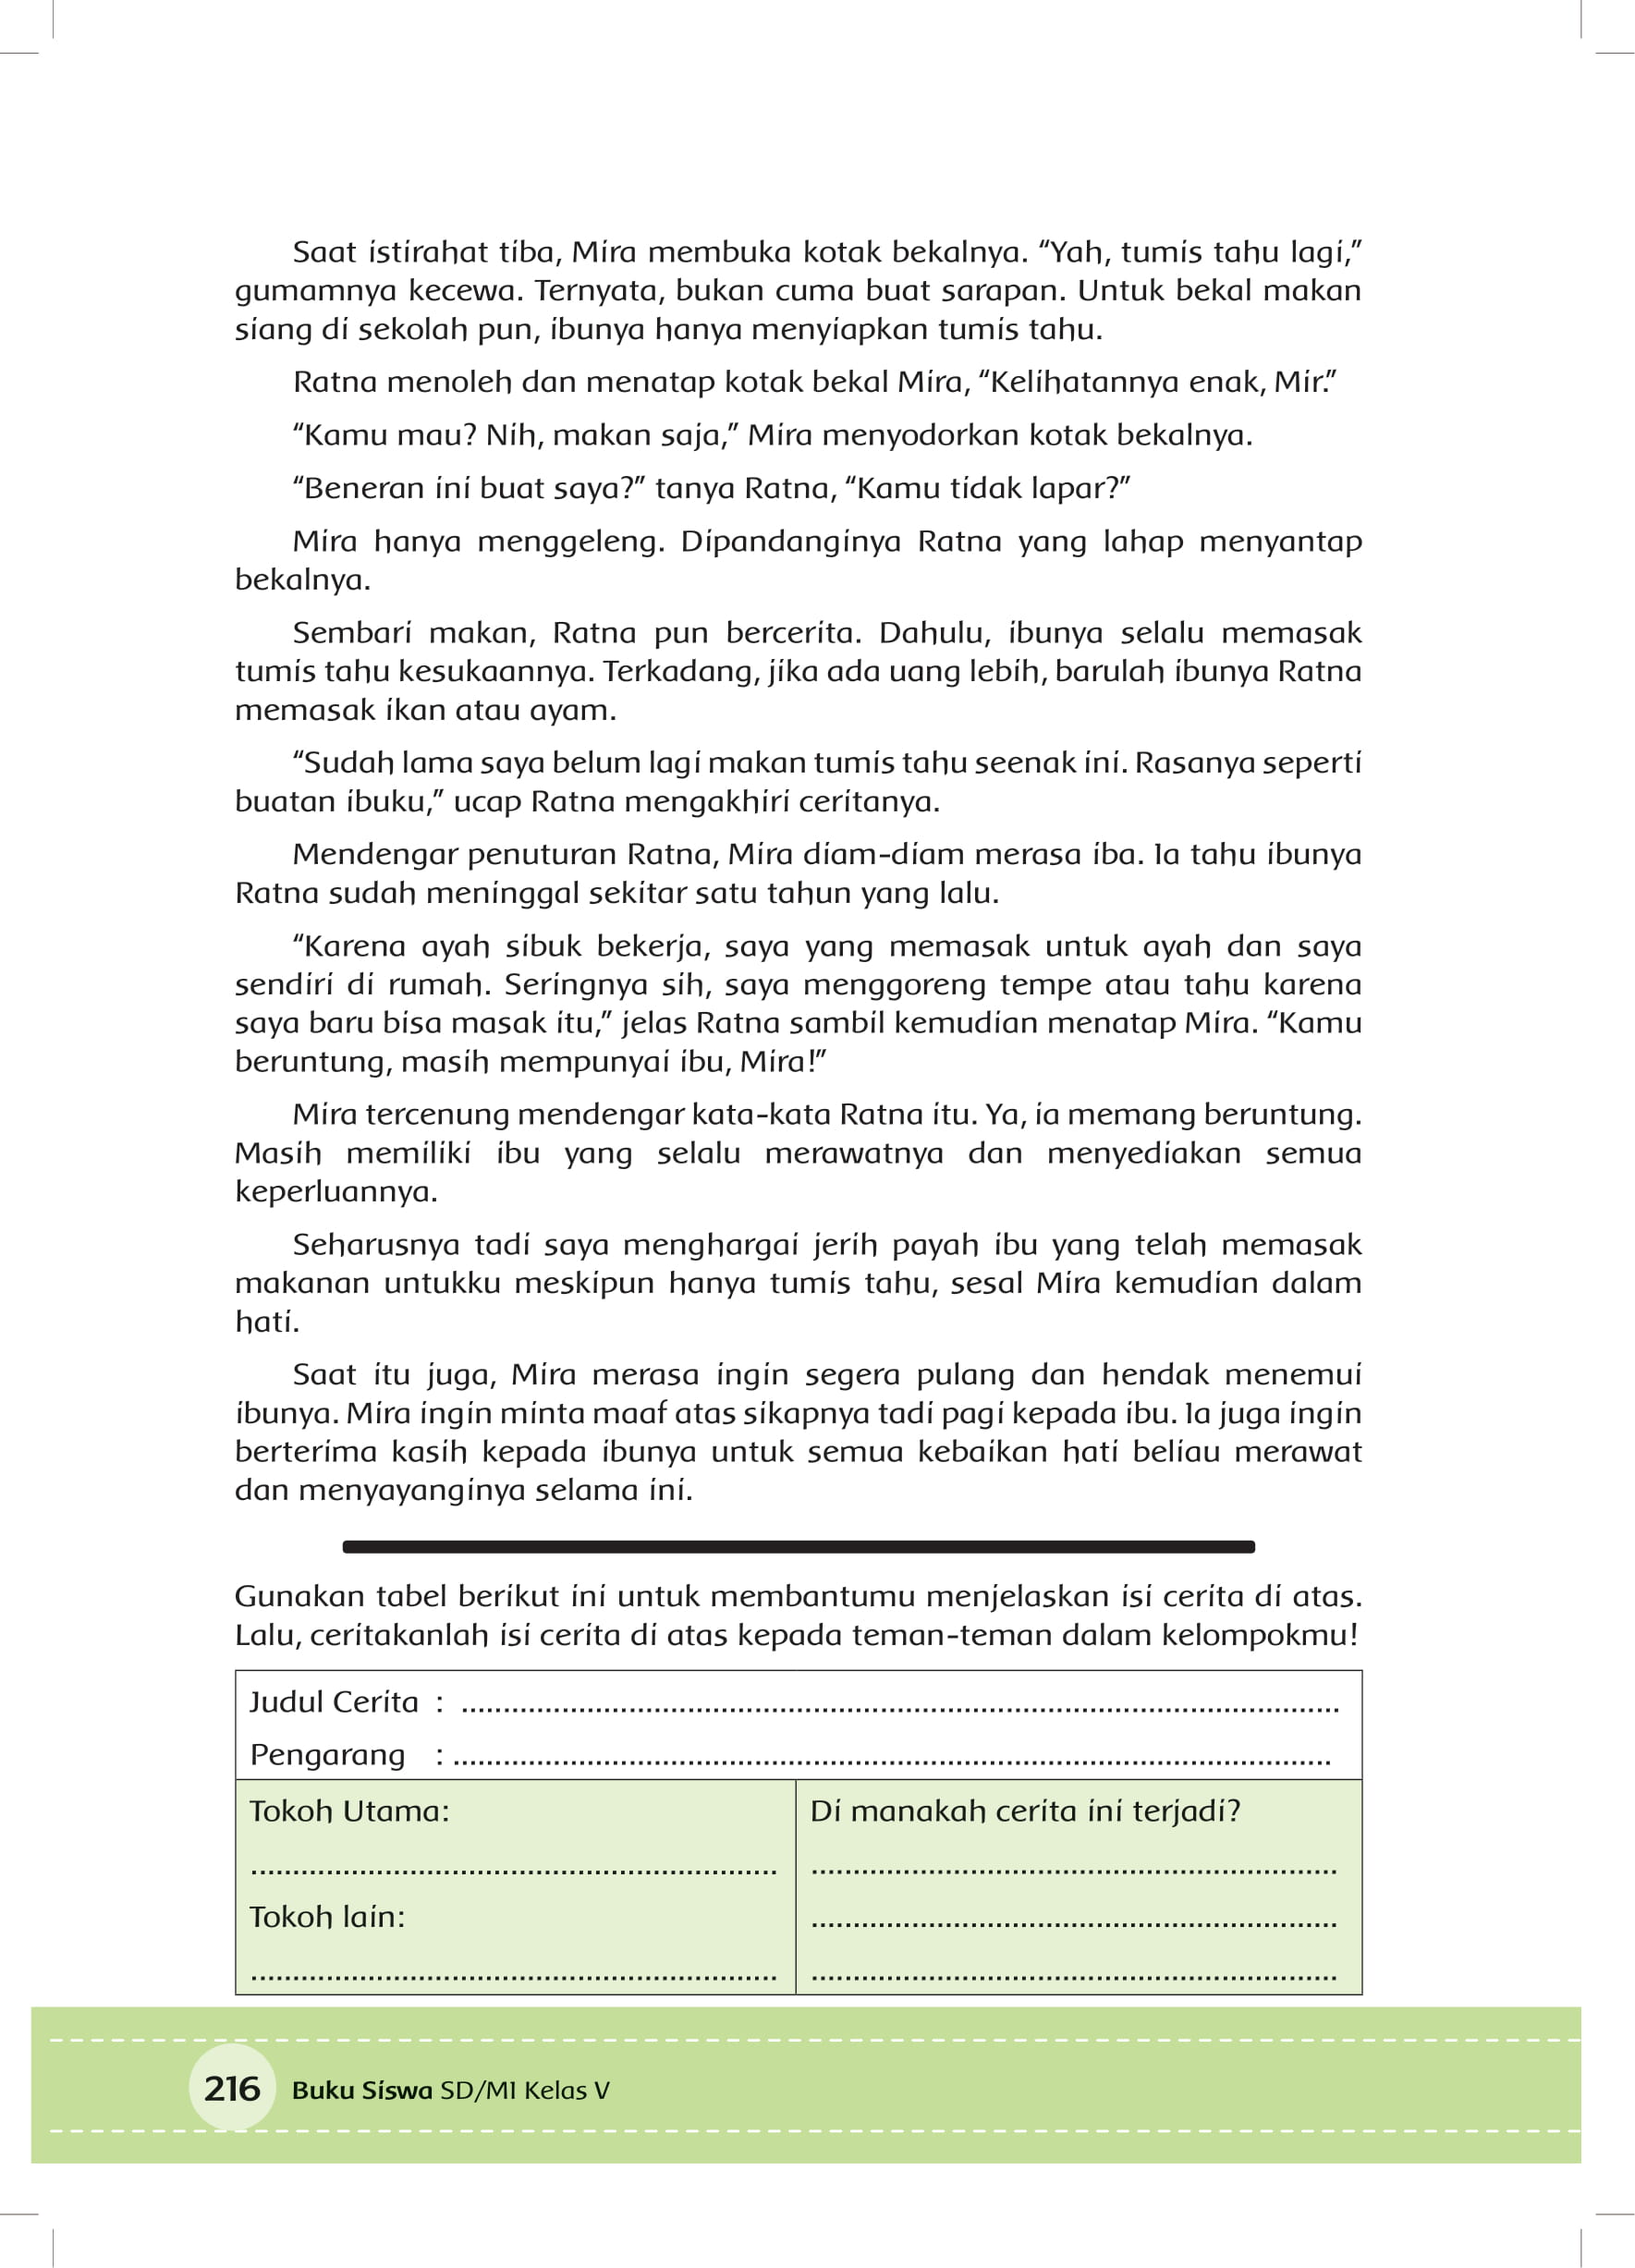 Saat istirahat tiba, Mira membuka kotak bekalnya. “Yah, tumis tahu lagi,”
gumamnya kecewa. Ternyata, bukan cuma buat sarapan. Untuk bekal makan
siang di sekolah pun, ibunya hanya menyiapkan tumis tahu.
Ratna menoleh dan menatap kotak bekal Mira, “Kelihatannya enak, Mir.”
“Kamu mau? Nih, makan saja,” Mira menyodorkan kotak bekalnya.
“Beneran ini buat saya?” tanya Ratna, “Kamu tidak lapar?”
Mira hanya menggeleng. Dipandanginya Ratna yang lahap menyantap
bekalnya.
Sembari makan, Ratna pun bercerita. Dahulu, ibunya selalu memasak
tumis tahu kesukaannya. Terkadang, jika ada uang lebih, barulah ibunya Ratna
memasak ikan atau ayam.
“Sudah lama saya belum lagi makan tumis tahu seenak ini. Rasanya seperti
buatan ibuku,” ucap Ratna mengakhiri ceritanya.
Mendengar penuturan Ratna, Mira diam-diam merasa iba. Ia tahu ibunya
Ratna sudah meninggal sekitar satu tahun yang lalu.
“Karena ayah sibuk bekerja, saya yang memasak untuk ayah dan saya
sendiri di rumah. Seringnya sih, saya menggoreng tempe atau tahu karena
saya baru bisa masak itu,” jelas Ratna sambil kemudian menatap Mira. “Kamu
beruntung, masih mempunyai ibu, Mira!”
Mira tercenung mendengar kata-kata Ratna itu. Ya, ia memang beruntung.
Masih memiliki ibu yang selalu merawatnya dan menyediakan semua
keperluannya.
Seharusnya tadi saya menghargai jerih payah ibu yang telah memasak
makanan untukku meskipun hanya tumis tahu, sesal Mira kemudian dalam
hati.
Saat itu juga, Mira merasa ingin segera pulang dan hendak menemui
ibunya. Mira ingin minta maaf atas sikapnya tadi pagi kepada ibu. Ia juga ingin
berterima kasih kepada ibunya untuk semua kebaikan hati beliau merawat
dan menyayanginya selama ini.
Gunakan tabel berikut ini untuk membantumu menjelaskan isi cerita di atas.
Lalu, ceritakanlah isi cerita di atas kepada teman-teman dalam kelompokmu!
Judul Cerita : ..........................................................................................................
Pengarang : ..........................................................................................................
Tokoh Utama:
...............................................................
Tokoh lain:
...............................................................
Di manakah cerita ini terjadi?
...............................................................
...............................................................
...............................................................
216 Buku Siswa SD/MI Kelas V